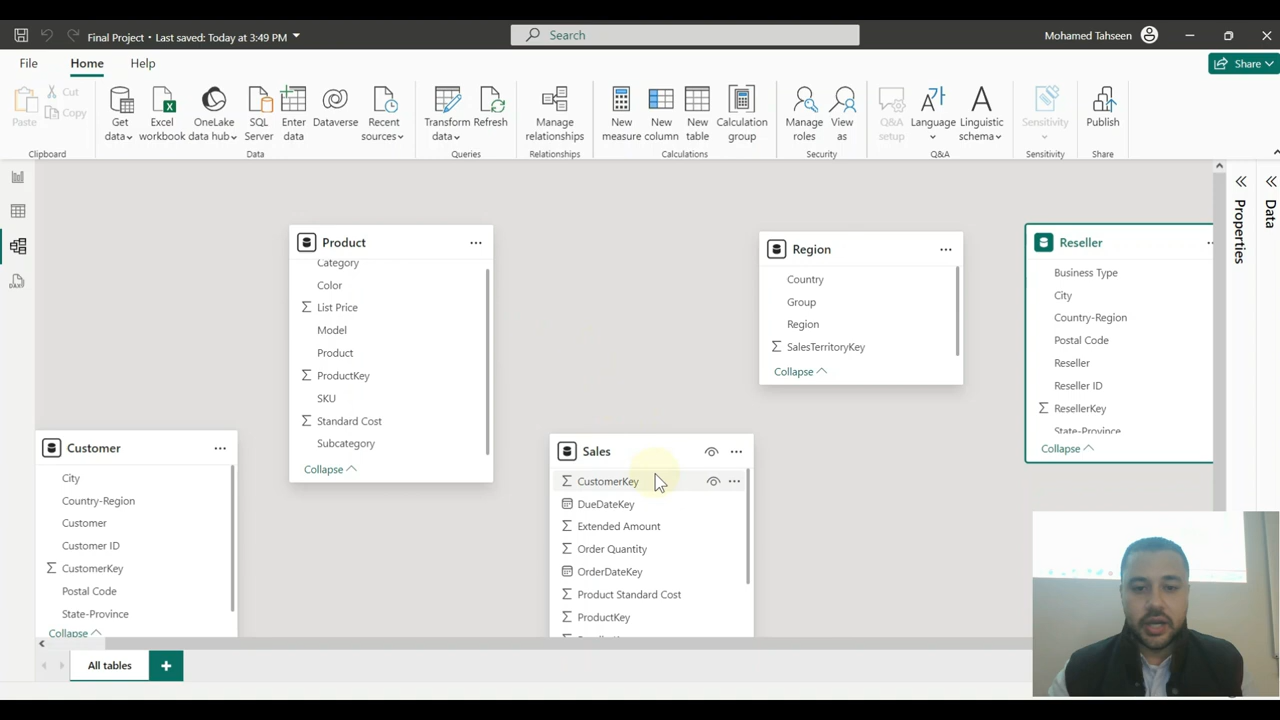 Final Project • Last saved: Today at 3:49 PM
Search
Mohamed Tahseen
File
Home
Help
Share
Paste
Cut
Copy
Clipboard
Get data
Excel workbook
OneLake data hub
SQL Server
Enter data
Dataverse
Recent sources
Data
Transform data
Refresh
Queries
Manage relationships
Relationships
New measure
New column
New table
Calculation group
Calculations
Manage roles
View as
Security
Q&A setup
Language
Linguistic schema
Q&A
Sensitivity
Sensitivity
Publish
Share
Product
Category
Color
List Price
Model
Product
ProductKey
SKU
Standard Cost
Subcategory
Collapse
Region
Country
Group
Region
SalesTerritoryKey
Collapse
Reseller
Business Type
City
Country-Region
Postal Code
Reseller
Reseller ID
ResellerKey
State-Province
Collapse
Properties
Data
Customer
City
Country-Region
Customer
Customer ID
CustomerKey
Postal Code
State-Province
Collapse
Sales
CustomerKey
DueDateKey
Extended Amount
Order Quantity
OrderDateKey
Product Standard Cost
ProductKey
All tables